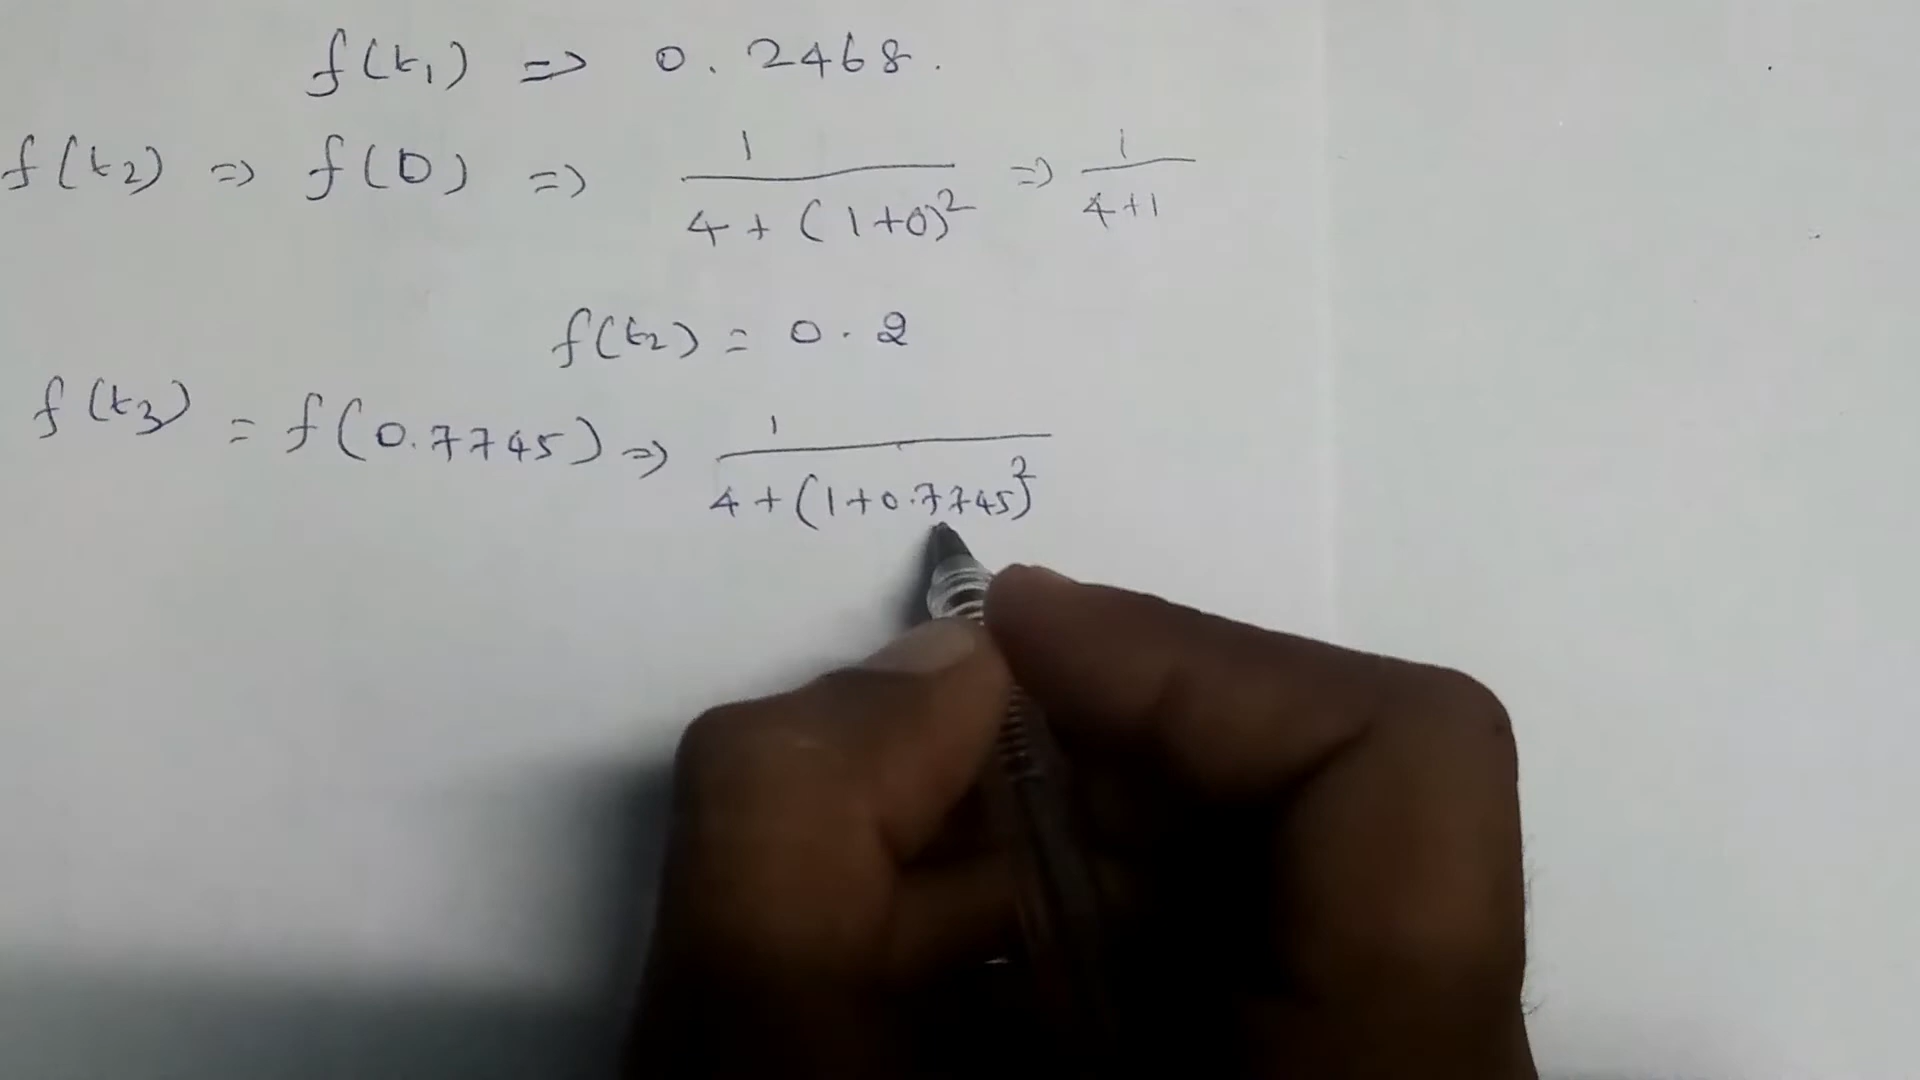 f(t₁) => 0.2468.
f(t₂) => f(0) => 1/(4+(1+0)²) => 1/(4+1)
f(t₂) = 0.2
f(t₃) = f(0.7745) => 1/(4+(1+0.7745)²)